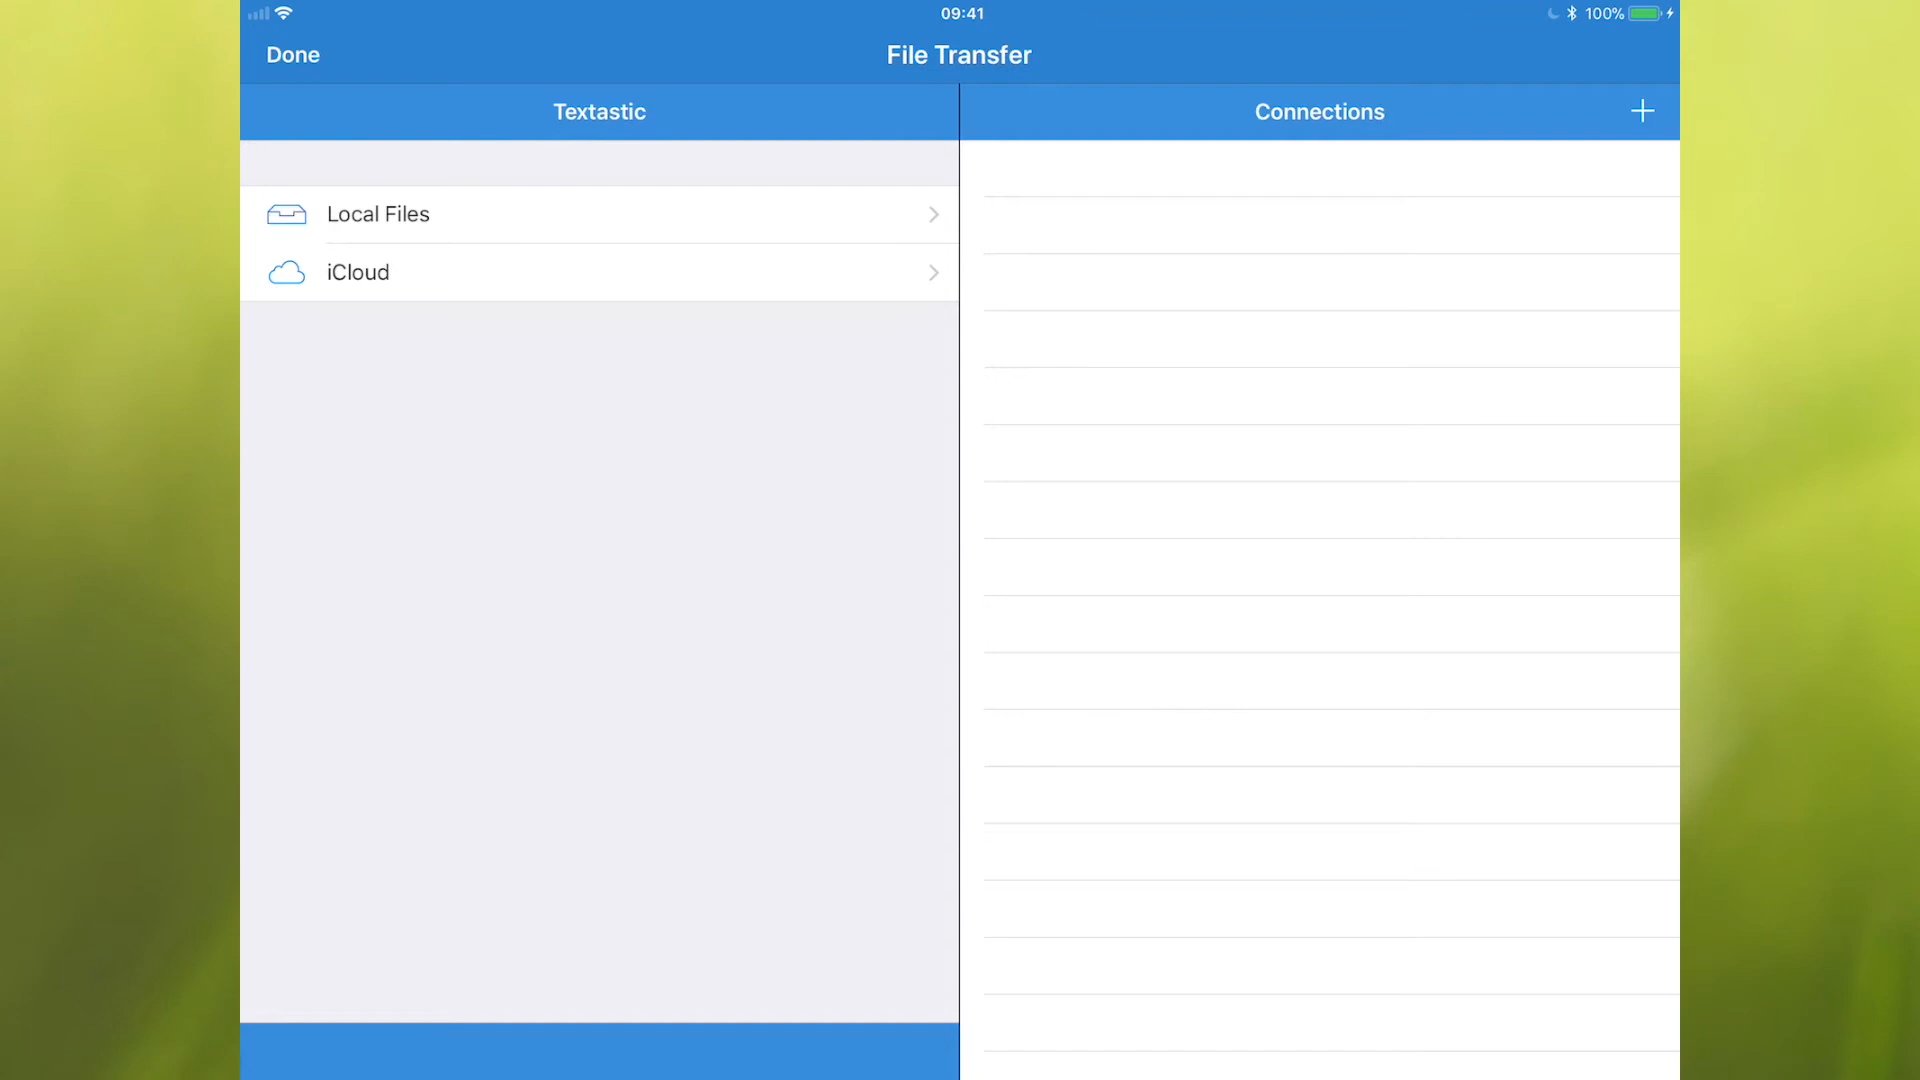 09:41
100%
Done
File Transfer
Textastic
Connections
Local Files
iCloud